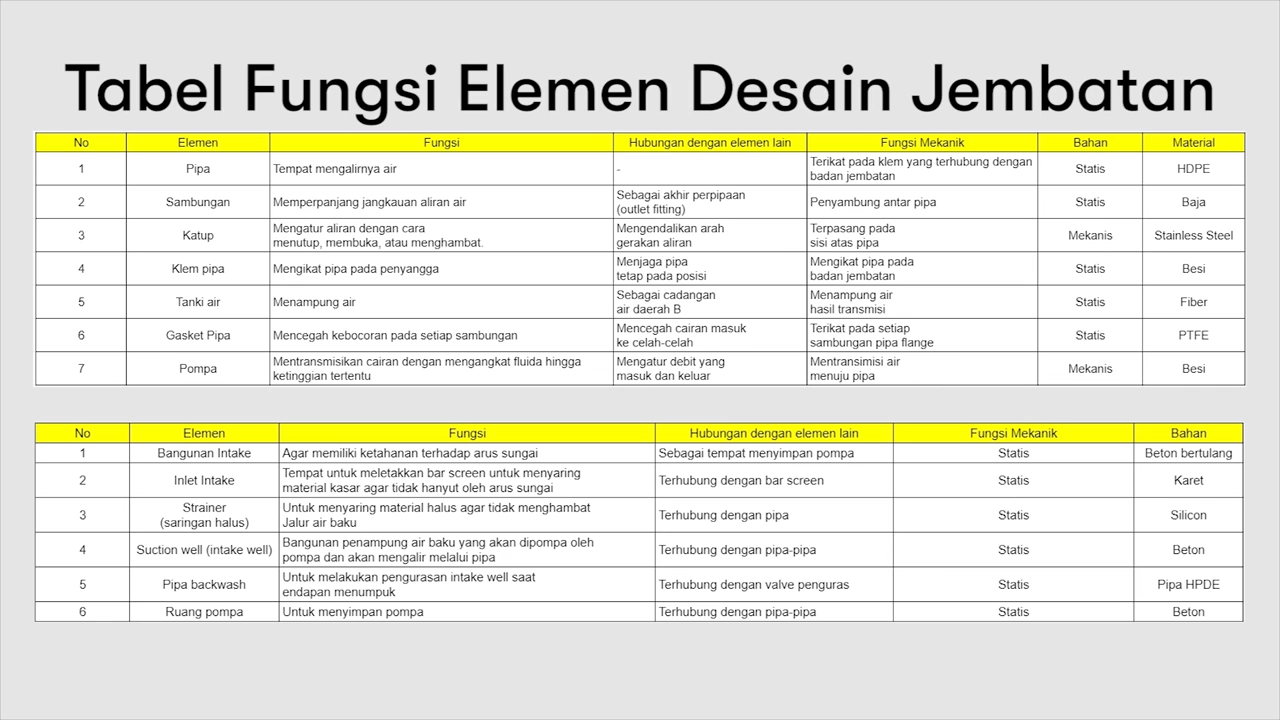 Tabel Fungsi Elemen Desain Jembatan
No Elemen Fungsi Hubungan dengan elemen lain Fungsi Mekanik Bahan Material
1 Pipa Tempat mengalirnya air - Terikat pada klem yang terhubung dengan
badan jembatan Statis HDPE
2 Sambungan Memperpanjang jangkauan aliran air Sebagai akhir perpipaan
(outlet fitting) Penyambung antar pipa Statis Baja
3 Katup Mengatur aliran dengan cara
menutup, membuka, atau menghambat. Mengendalikan arah
gerakan aliran Terpasang pada
sisi atas pipa Mekanis Stainless Steel
4 Klem pipa Mengikat pipa pada penyangga Menjaga pipa
tetap pada posisi Mengikat pipa pada
badan jembatan Statis Besi
5 Tanki air Menampung air Sebagai cadangan
air daerah B Menampung air
hasil transmisi Statis Fiber
6 Gasket Pipa Mencegah kebocoran pada setiap sambungan Mencegah cairan masuk
ke celah-celah Terikat pada setiap
sambungan pipa flange Statis PTFE
7 Pompa Mentransmisikan cairan dengan mengangkat fluida hingga
ketinggian tertentu Mengatur debit yang
masuk dan keluar Mentransimisi air
menuju pipa Mekanis Besi
No Elemen Fungsi Hubungan dengan elemen lain Fungsi Mekanik Bahan
1 Bangunan Intake Agar memiliki ketahanan terhadap arus sungai Sebagai tempat menyimpan pompa Statis Beton bertulang
2 Inlet Intake Tempat untuk meletakkan bar screen untuk menyaring
material kasar agar tidak hanyut oleh arus sungai Terhubung dengan bar screen Statis Karet
3 Strainer
(saringan halus) Untuk menyaring material halus agar tidak menghambat
Jalur air baku Terhubung dengan pipa Statis Silicon
4 Suction well (intake well) Bangunan penampung air baku yang akan dipompa oleh
pompa dan akan mengalir melalui pipa Terhubung dengan pipa-pipa Statis Beton
5 Pipa backwash Untuk melakukan pengurasan intake well saat
endapan menumpuk Terhubung dengan valve penguras Statis Pipa HPDE
6 Ruang pompa Untuk menyimpan pompa Terhubung dengan pipa-pipa Statis Beton